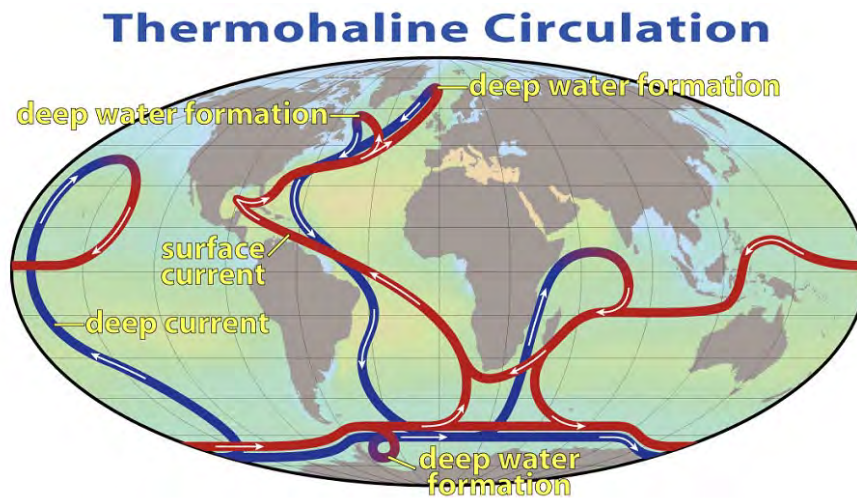 Thermohaline Circulation
deep water formation
deep water formation
surface
current
deep current
deep water
formation